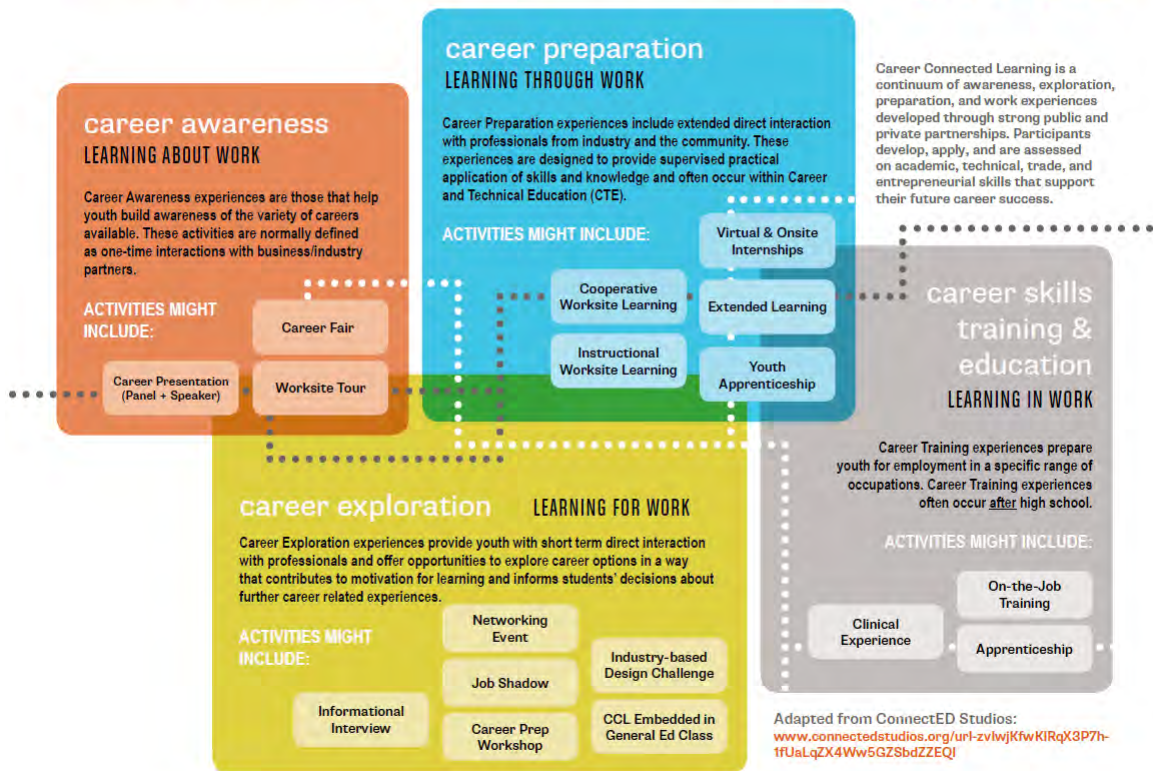 career awareness
LEARNING ABOUT WORK
Career Awareness experiences are those that help
youth build awareness of the variety of careers
available. These activities are normally defined
as one-time interactions with business/industry
partners.
ACTIVITIES MIGHT
INCLUDE:
Career Fair
Career Presentation
(Panel + Speaker)
Worksite Tour
career preparation
LEARNING THROUGH WORK
Career Preparation experiences include extended direct interaction
with professionals from industry and the community. These
experiences are designed to provide supervised practical
application of skills and knowledge and often occur within Career
and Technical Education (CTE).
ACTIVITIES MIGHT INCLUDE:
Virtual & Onsite
Internships
Cooperative
Worksite Learning
Extended Learning
Instructional
Worksite Learning
Youth
Apprenticeship
Career Connected Learning is a
continuum of awareness, exploration,
preparation, and work experiences
developed through strong public and
private partnerships. Participants
develop, apply, and are assessed
on academic, technical, trade, and
entrepreneurial skills that support
their future career success.
career skills
training &
education
LEARNING IN WORK
Career Training experiences prepare
youth for employment in a specific range of
occupations. Career Training experiences
often occur after high school.
ACTIVITIES MIGHT INCLUDE:
On-the-Job
Training
Clinical
Experience
Apprenticeship
career exploration
LEARNING FOR WORK
Career Exploration experiences provide youth with short term direct interaction
with professionals and offer opportunities to explore career options in a way
that contributes to motivation for learning and informs students' decisions about
further career related experiences.
ACTIVITIES MIGHT
INCLUDE:
Networking
Event
Industry-based
Design Challenge
Job Shadow
Informational
Interview
Career Prep
Workshop
CCL Embedded in
General Ed Class
Adapted from ConnectED Studios:
www.connectedstudios.org/url-zvlwjKfwKlRqX3P7h-
1fUaLqZX4Ww5GZSbdZZEQI